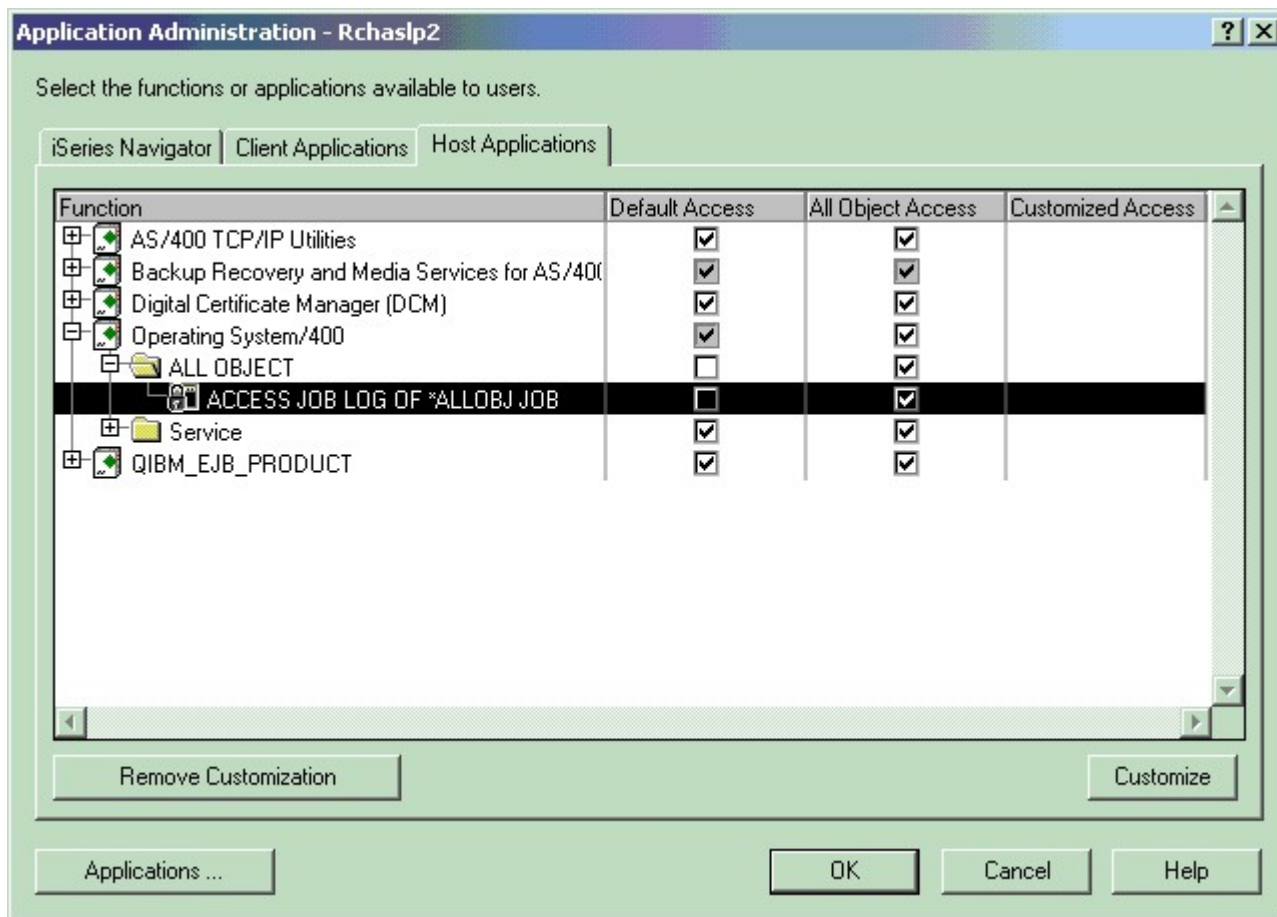 Application Administration - Rchaslp2
Select the functions or applications available to users.
iSeries Navigator Client Applications Host Applications
Function Default Access All Object Access Customized Access
AS/400 TCP/IP Utilities
Backup Recovery and Media Services for AS/400
Digital Certificate Manager (DCM)
Operating System/400
ALL OBJECT
ACCESS JOB LOG OF *ALLOBJ JOB
Service
QIBM_EJB_PRODUCT
Remove Customization Customize
Applications ... OK Cancel Help